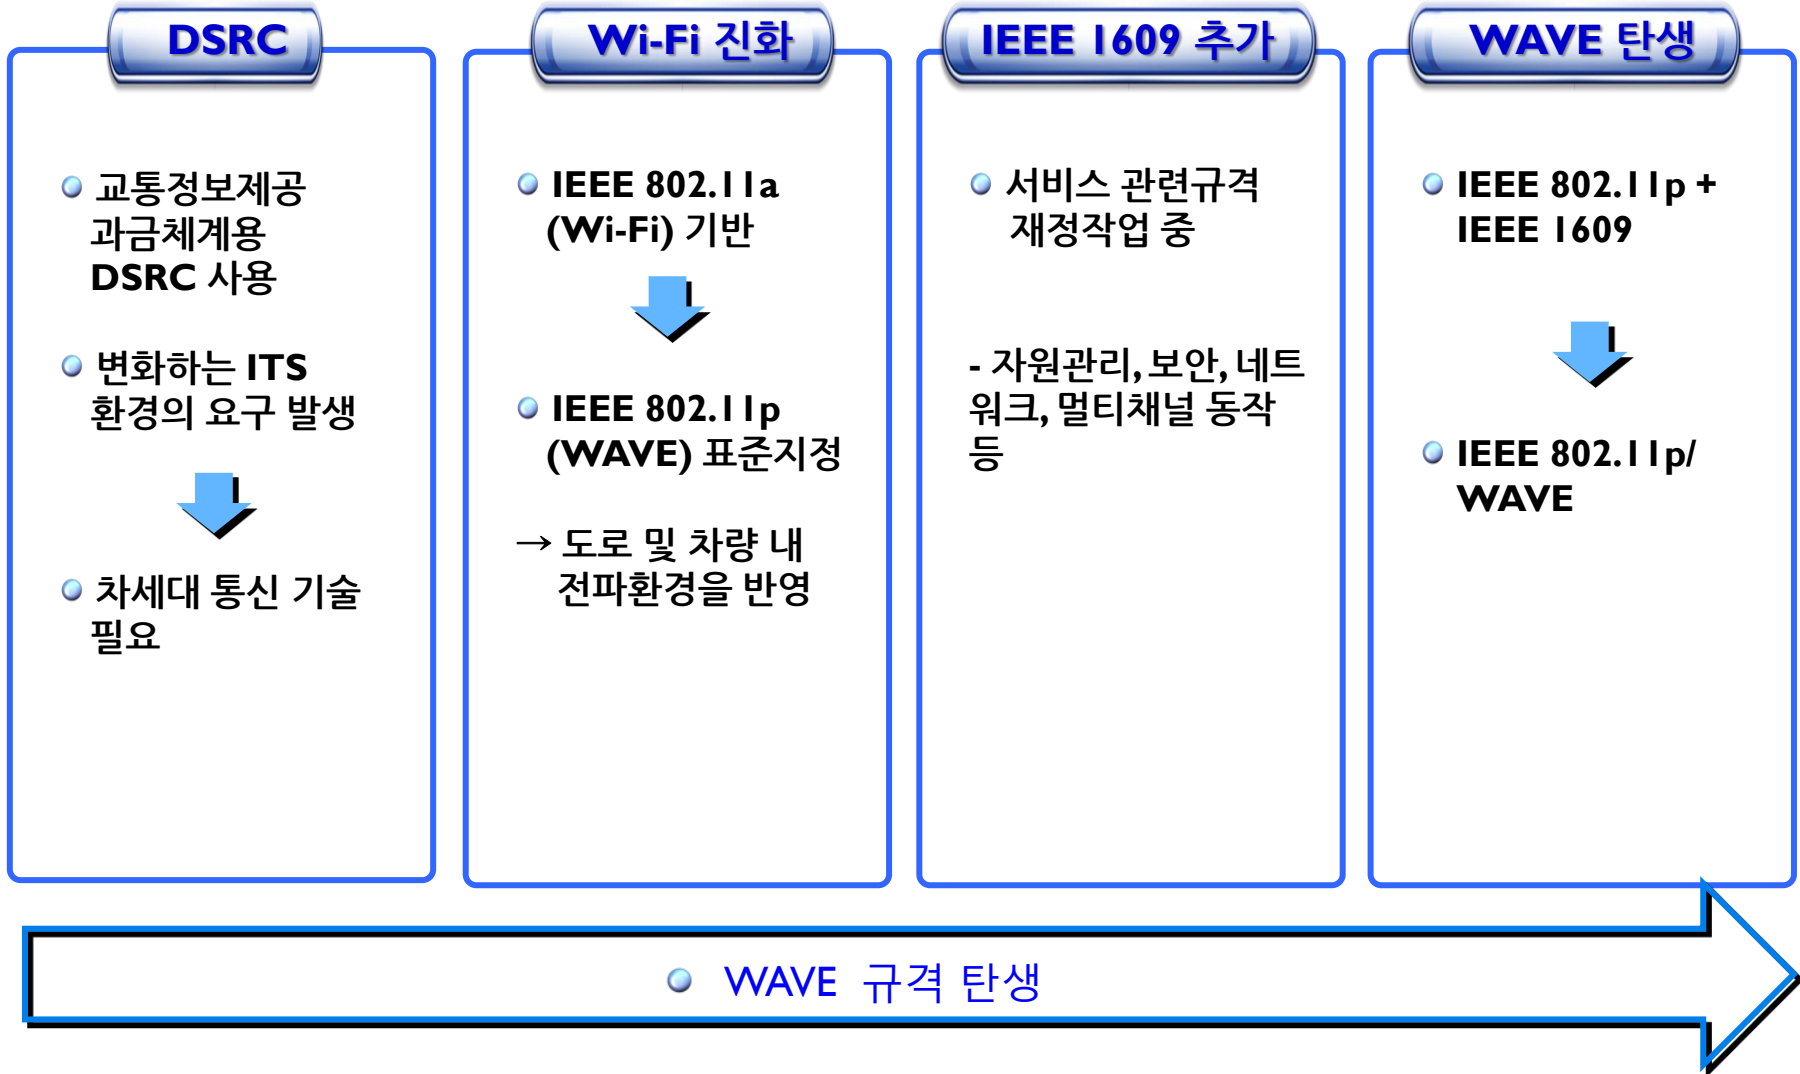 DSRC
교통정보제공
과금체계용
DSRC 사용
변화하는 ITS
환경의 요구 발생
차세대 통신 기술
필요
Wi-Fi 진화
IEEE 802.11a
(Wi-Fi) 기반
IEEE 802.11p
(WAVE) 표준지정
→ 도로 및 차량 내
전파환경을 반영
IEEE 1609 추가
서비스 관련규격
재정작업 중
- 자원관리, 보안, 네트
워크, 멀티채널 동작
등
WAVE 탄생
IEEE 802.11p +
IEEE 1609
IEEE 802.11p/
WAVE
WAVE 규격 탄생